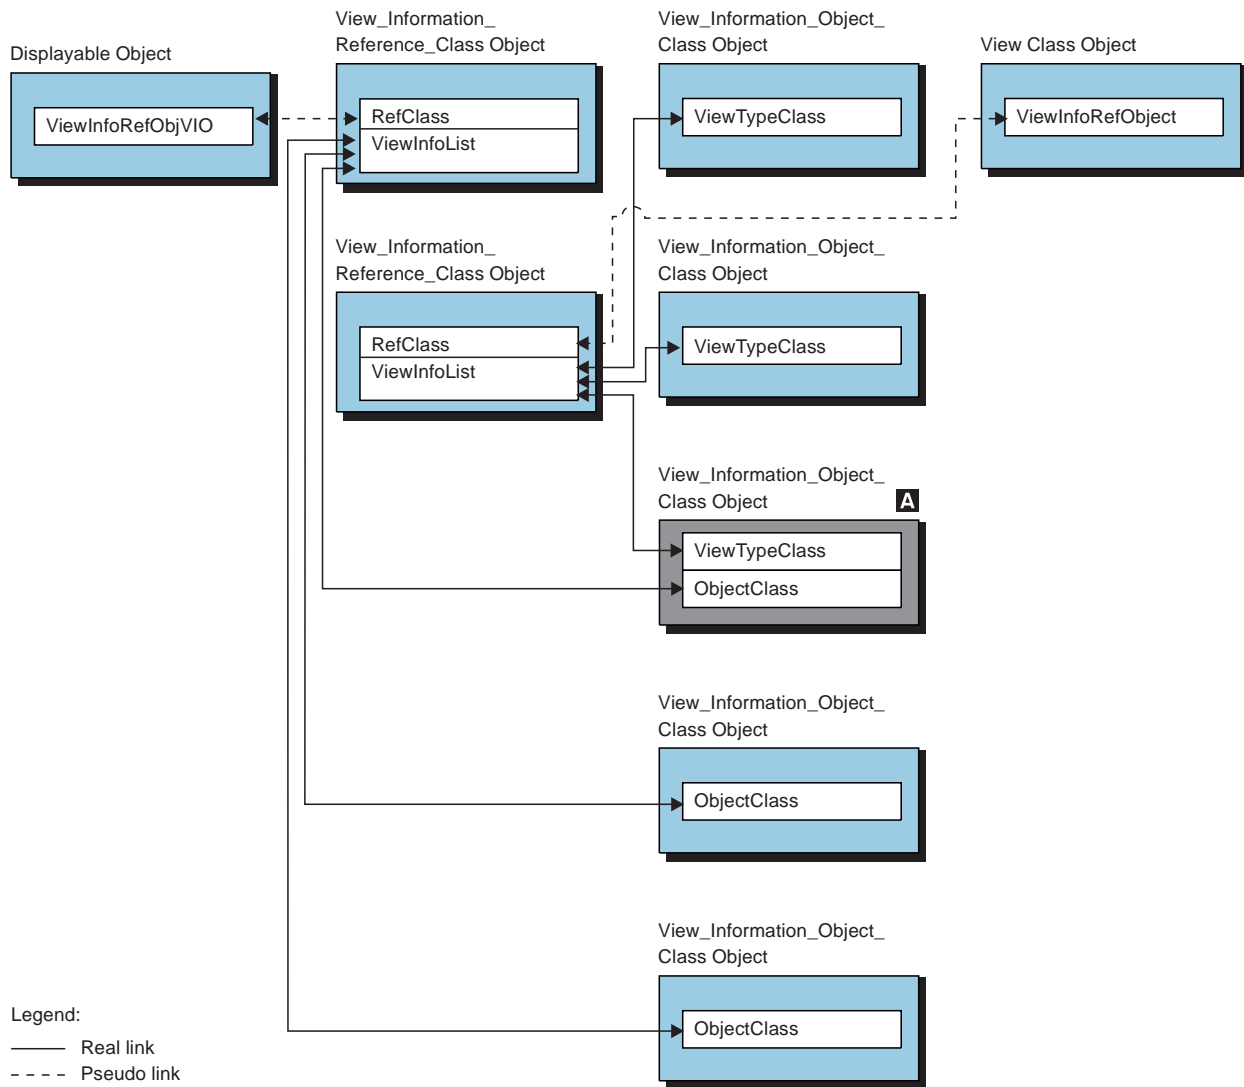 Displayable Object
ViewInfoRefObjVIO
View_Information_
Reference_Class Object
RefClass
ViewInfoList
View_Information_Object_
Class Object
ViewTypeClass
View Class Object
ViewInfoRefObject
View_Information_
Reference_Class Object
RefClass
ViewInfoList
View_Information_Object_
Class Object
ViewTypeClass
View_Information_Object_
Class Object
A
ViewTypeClass
ObjectClass
View_Information_Object_
Class Object
ObjectClass
View_Information_Object_
Class Object
ObjectClass
Legend:
Real link
Pseudo link